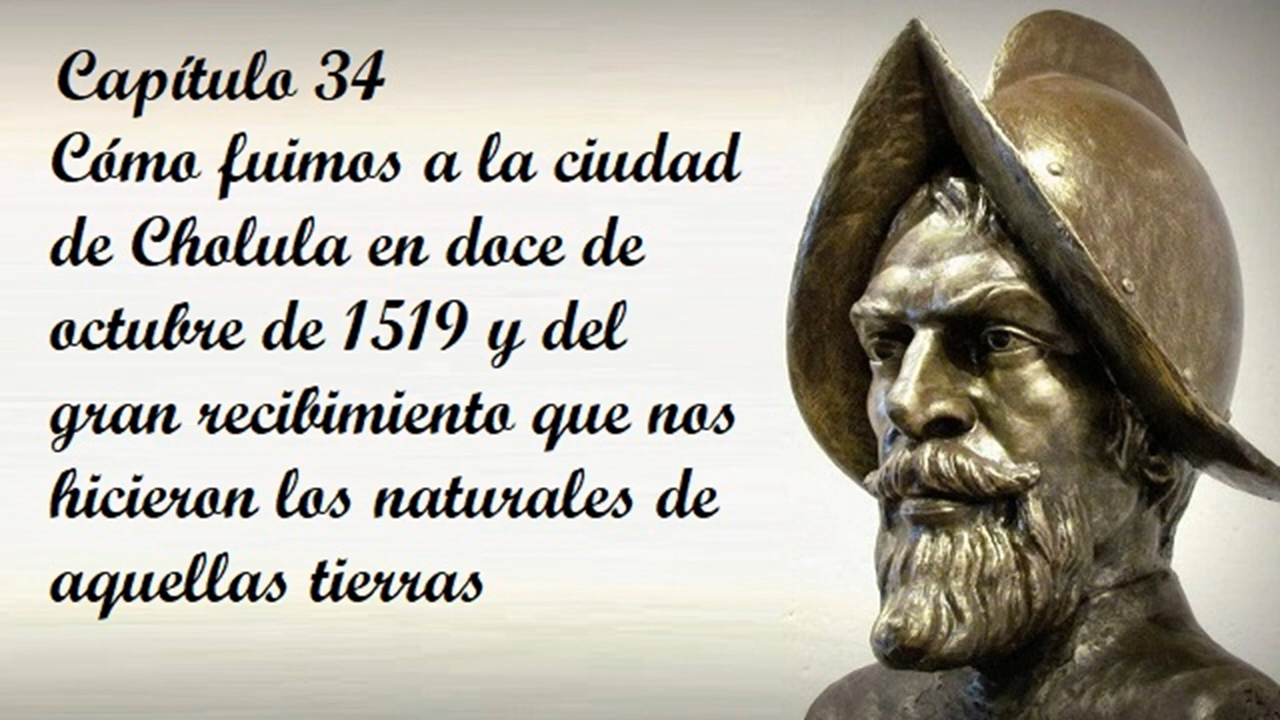 Capítulo 34
Cómo fuimos a la ciudad
de Cholula en doce de
octubre de 1519 y del
gran recibimiento que nos
hicieron los naturales de
aquellas tierras